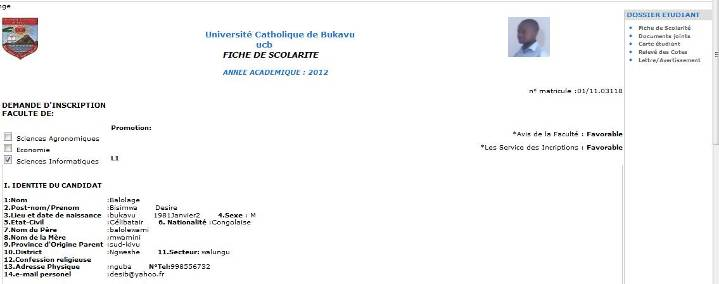 nge
Université Catholique de Bukavu
ucb
FICHE DE SCOLARITE
ANNEE ACADEMIQUE : 2012
DOSSIER ETUDIANT
Fiche de Scolarité
Documents joints
Carte étudiant
Relevé des Cotes
Lettre/Avertissement
n° matricule :01/11.03118
DEMANDE D'INSCRIPTION
FACULTE DE:
Promotion:
Sciences Agronomiques
Economie
Sciences Informatiques L1
*Avis de la Faculté : Favorable
*Les Service des Incriptions : Favorable
I. IDENTITE DU CANDIDAT
1:Nom :Balolage
2.Post-nom/Prenom :Bisimwa Desire
3.Lieu et date de naissance :bukavu 1981Janvier2 4.Sexe : M
5.Etat-Civil :Célibatair 6. Nationalité :Congolaise
7.Nom du Père :balolewami
8.Nom de la Mère :mwamini
9.Province d'Origine Parent :sud-kivu
10.District :Ngweshe 11.Secteur: walungu
12.Confession religieuse
13.Adresse Physique :nguba N°Tel:998556732
14.e-mail personel :desib@yahoo.fr